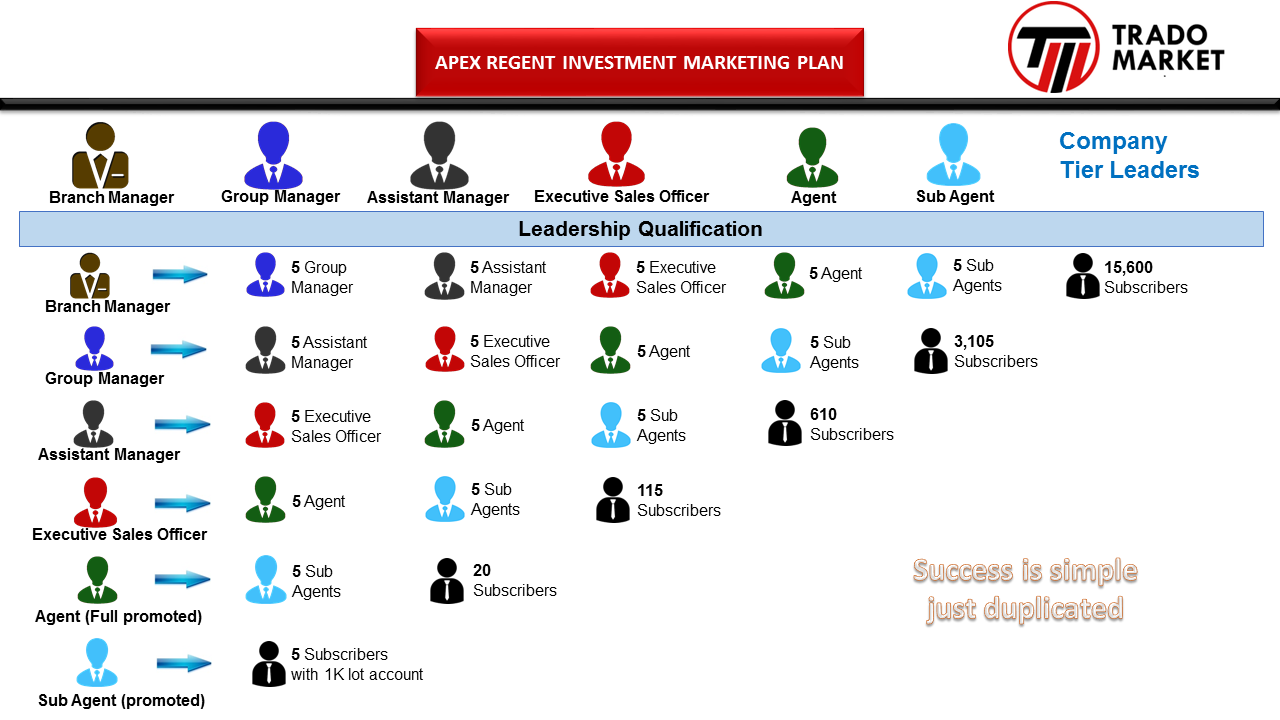 APEX REGENT INVESTMENT MARKETING PLAN
TRADO
MARKET
Branch Manager
Group Manager
Assistant Manager
Executive Sales Officer
Agent
Sub Agent
Company
Tier Leaders
Leadership Qualification
Branch Manager
5 Group
Manager
5 Assistant
Manager
5 Executive
Sales Officer
5 Agent
5 Sub
Agents
15,600
Subscribers
Group Manager
5 Assistant
Manager
5 Executive
Sales Officer
5 Agent
5 Sub
Agents
3,105
Subscribers
Assistant Manager
5 Executive
Sales Officer
5 Agent
5 Sub
Agents
610
Subscribers
Executive Sales Officer
5 Agent
5 Sub
Agents
115
Subscribers
Agent (Full promoted)
5 Sub
Agents
20
Subscribers
Success is simple
just duplicated
Sub Agent (promoted)
5 Subscribers
with 1K lot account